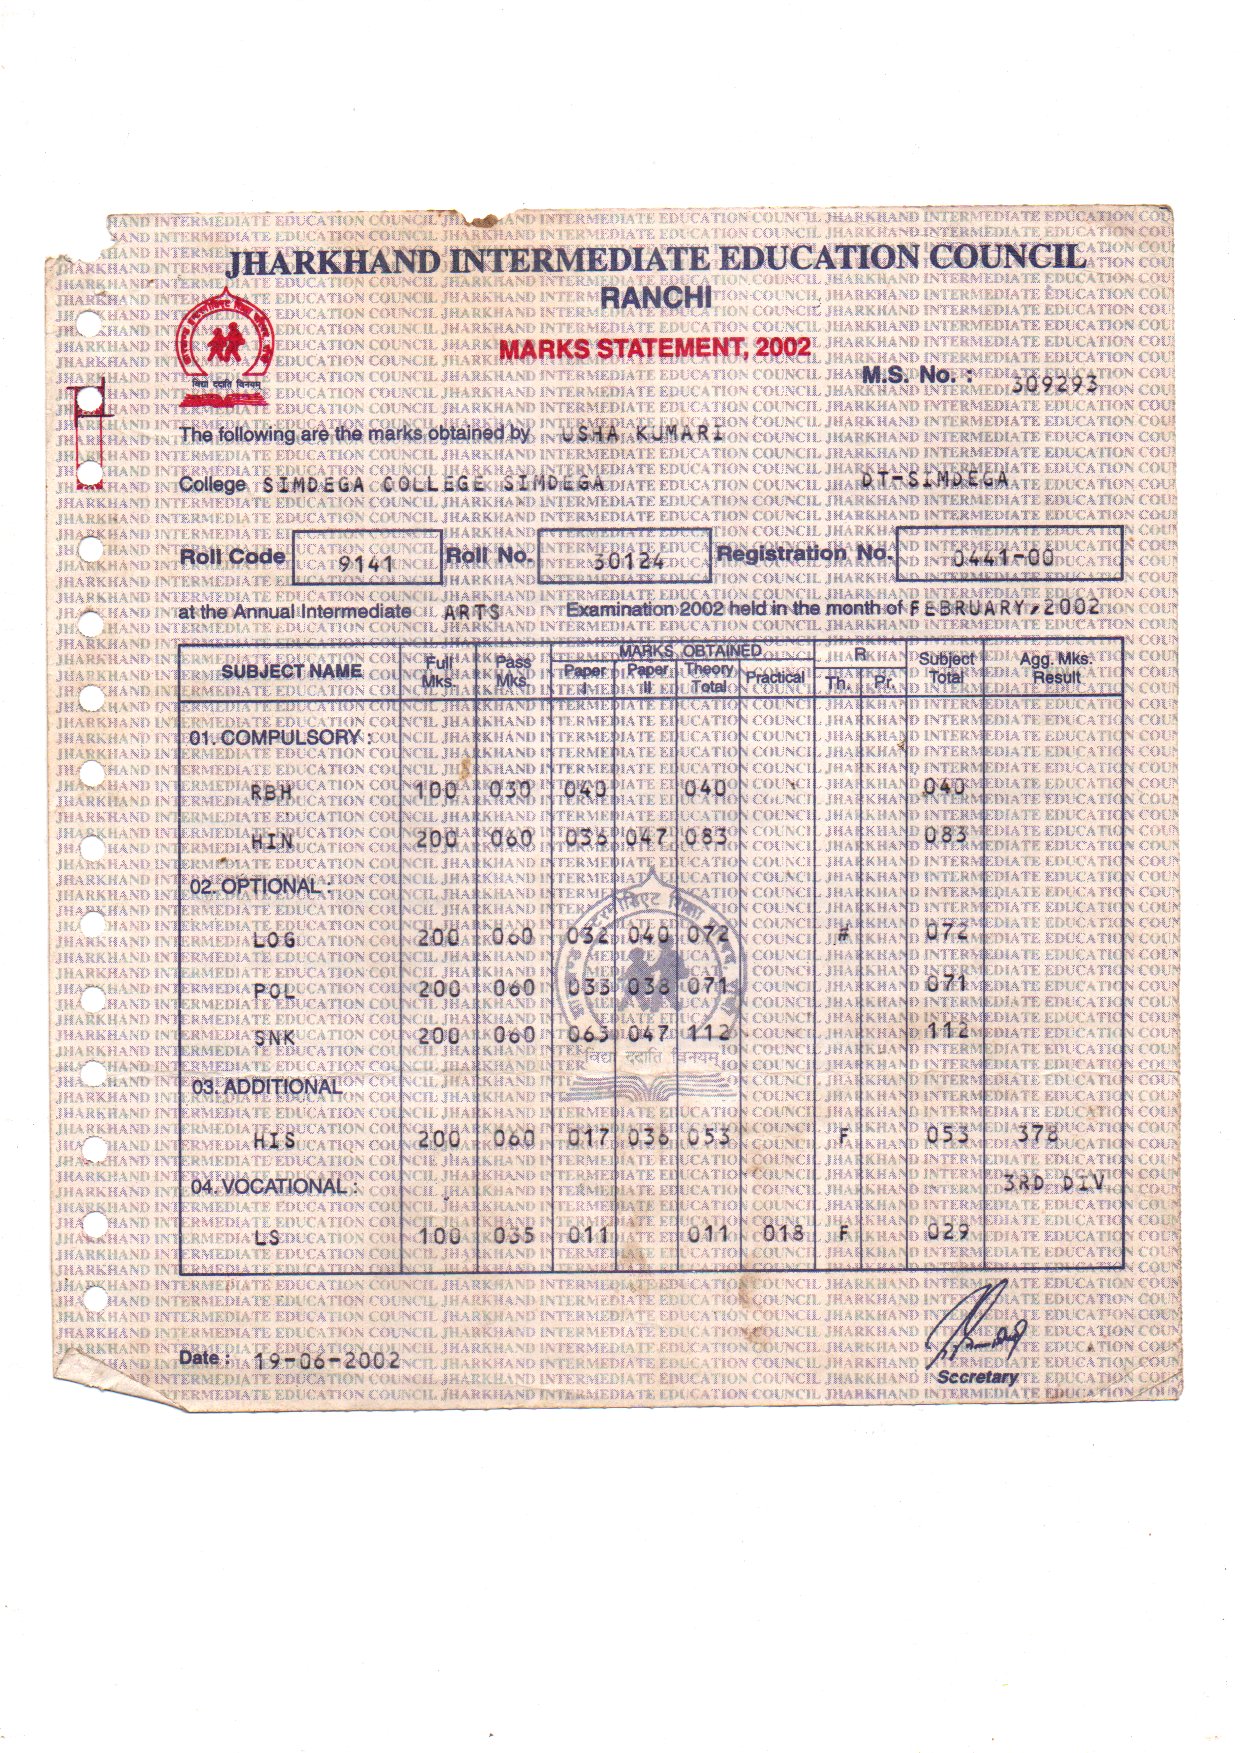 JHARKHAND INTERMEDIATE EDUCATION COUNCIL
RANCHI
MARKS STATEMENT, 2002
विद्या ददाति विनयम्
M.S. No. : 309293
The following are the marks obtained by USHA KUMARI
College SIMDEGA COLLEGE SIMDEGA DT-SIMDEGA
Roll Code 9141 Roll No. 30124 Registration No. 0441-00
at the Annual Intermediate ARTS Examination 2002 held in the month of FEBRUARY,2002
SUBJECT NAME Full Mks. Pass Mks. MARKS OBTAINED Paper I Paper II Theory Total Practical R Th. Pr. Subject Total Agg. Mks. Result
01. COMPULSORY :
RBH 100 030 040 040 040
HIN 200 060 036 047 083 083
02. OPTIONAL :
LOG 200 060 032 040 072 # 072
POL 200 060 033 038 071 071
SNK 200 060 063 047 112 112
विद्या ददाति विनयम्
03. ADDITIONAL
HIS 200 060 017 036 053 F 053 378
04. VOCATIONAL : 3RD DIV
LS 100 035 011 011 018 F 029
Date : 19-06-2002
Secretary